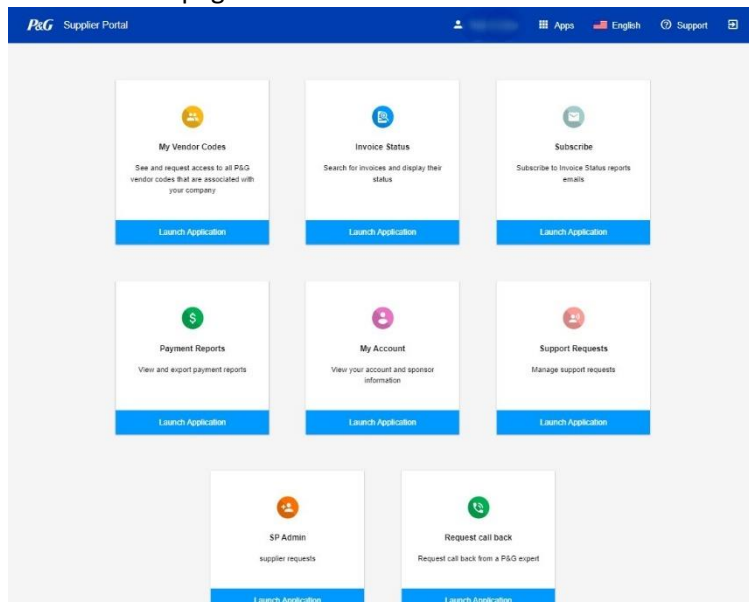 P&G Supplier Portal Apps English Support
My Vendor Codes
See and request access to all P&G
vendor codes that are associated with
your company
Launch Application
Invoice Status
Search for invoices and display their
status
Launch Application
Subscribe
Subscribe to Invoice Status reports
emails
Launch Application
Payment Reports
View and export payment reports
Launch Application
My Account
View your account and sponsor
information
Launch Application
Support Requests
Manage support requests
Launch Application
SP Admin
supplier requests
Launch Application
Request call back
Request call back from a P&G expert
Launch Application